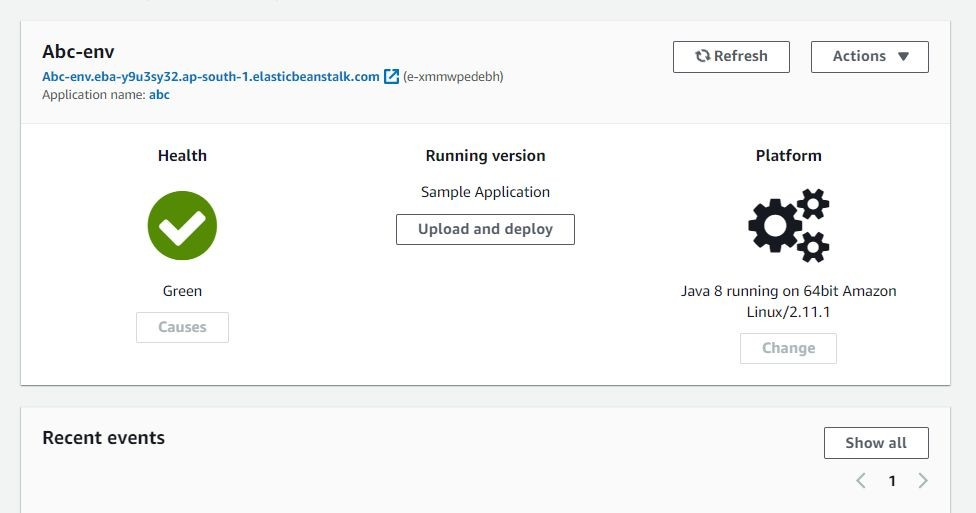 Abc-env
Refresh
Actions
Abc-env.eba-y9u3sy32.ap-south-1.elasticbeanstalk.com (e-xmmwpedebh)
Application name: abc
Health
Running version
Platform
Sample Application
Upload and deploy
Green
Causes
Java 8 running on 64bit Amazon
Linux/2.11.1
Change
Recent events
Show all
1